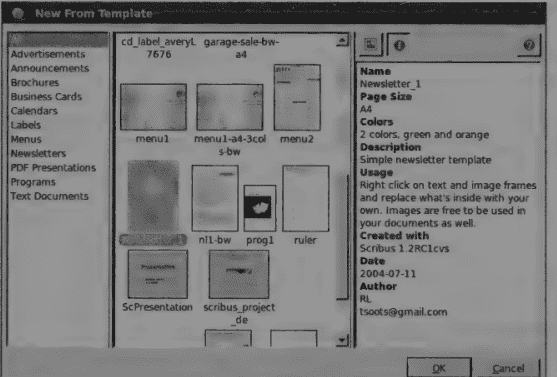 New From Template
Advertisements
Announcements
Brochures
Business Cards
Calendars
Labels
Menus
Newsletters
PDF Presentations
Programs
Text Documents
cd_label_averyL
7676
garage-sale-bw-
a4
menu1
menu1-a4-3col
s-bw
menu2
nl1-bw
prog1
ruler
ScPresentation
scribus_project
_de
Name
Newsletter_1
Page Size
A4
Colors
2 colors, green and orange
Description
Simple newsletter template
Usage
Right click on text and image frames
and replace what's inside with your
own. Images are free to be used in
your documents as well.
Created with
Scribus 1.2RC1cvs
Date
2004-07-11
Author
RL
tsoots@gmail.com
OK
Cancel